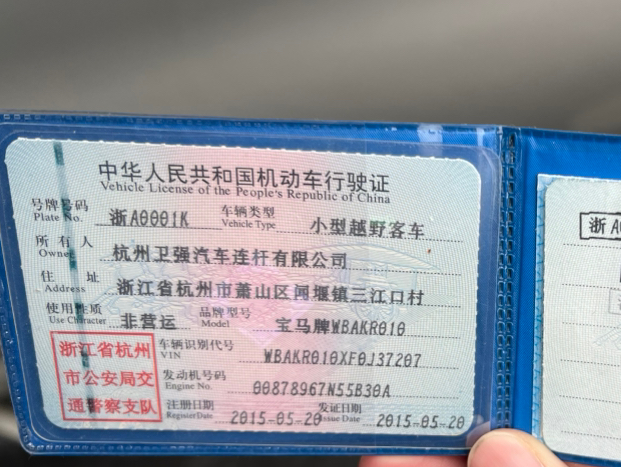 中华人民共和国机动车行驶证
Vehicle License of the People's Republic of China
号牌号码 浙A0001K 车辆类型 小型越野客车
Plate No. Vehicle Type
所有人 杭州卫强汽车连杆有限公司
Owner
住址 浙江省杭州市萧山区闻堰镇三江口村
Address
使用性质 非营运 品牌型号 宝马牌WBAKR010
Use Character Model
浙江省杭州 车辆识别代号 WBAKR010XF0J37207
VIN
市公安局交 发动机号码 00878967N55B30A
Engine No.
通警察支队 注册日期 2015-05-20 发证日期 2015-05-20
Register Date Issue Date
浙A